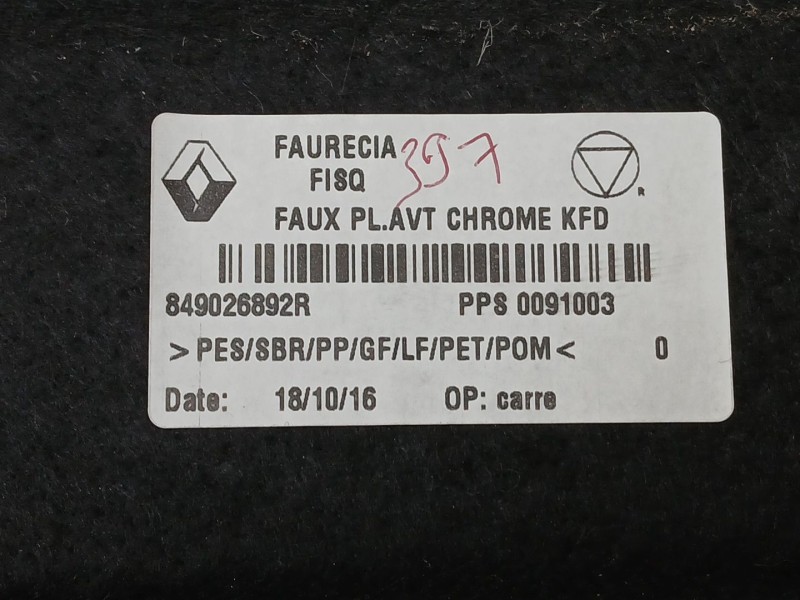 FAURECIA 397
FISQ
R
FAUX PL.AVT CHROME KFD
849026892R PPS 0091003
>PES/SBR/PP/GF/LF/PET/POM< 0
Date: 18/10/16 OP: carre